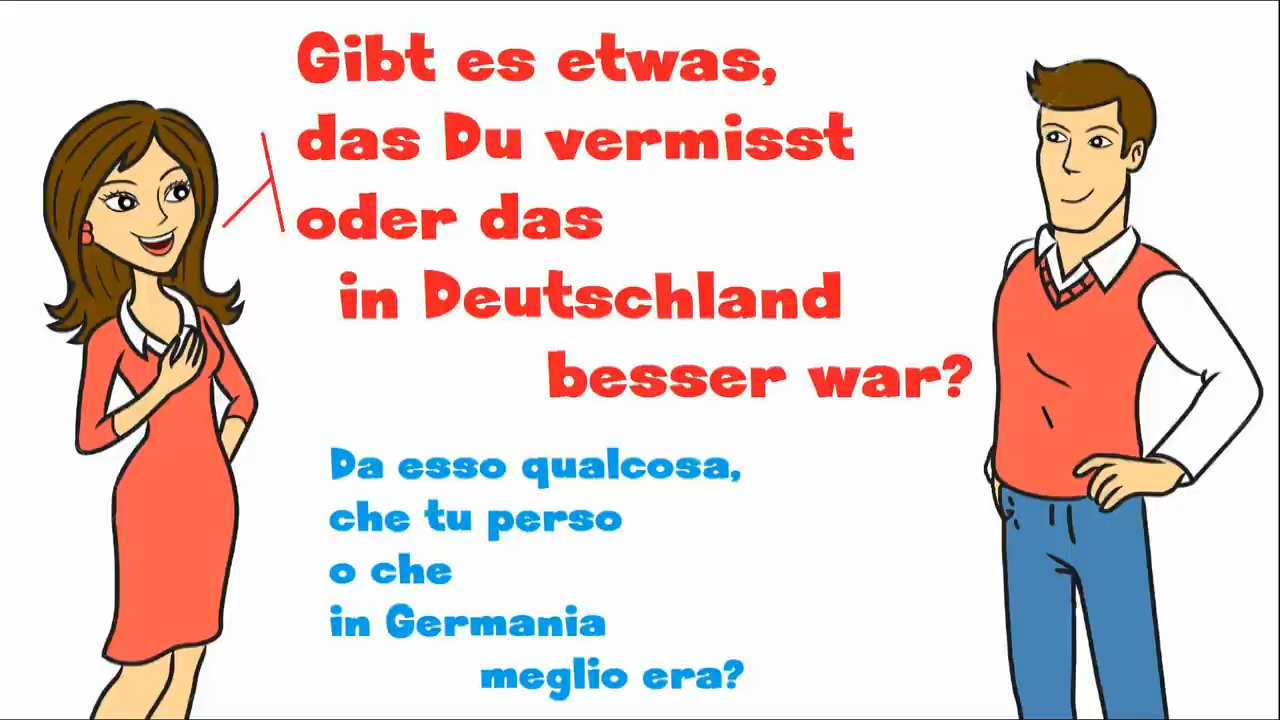 Gibt es etwas,
das Du vermisst
oder das
in Deutschland
besser war?
Da esso qualcosa,
che tu perso
o che
in Germania
meglio era?